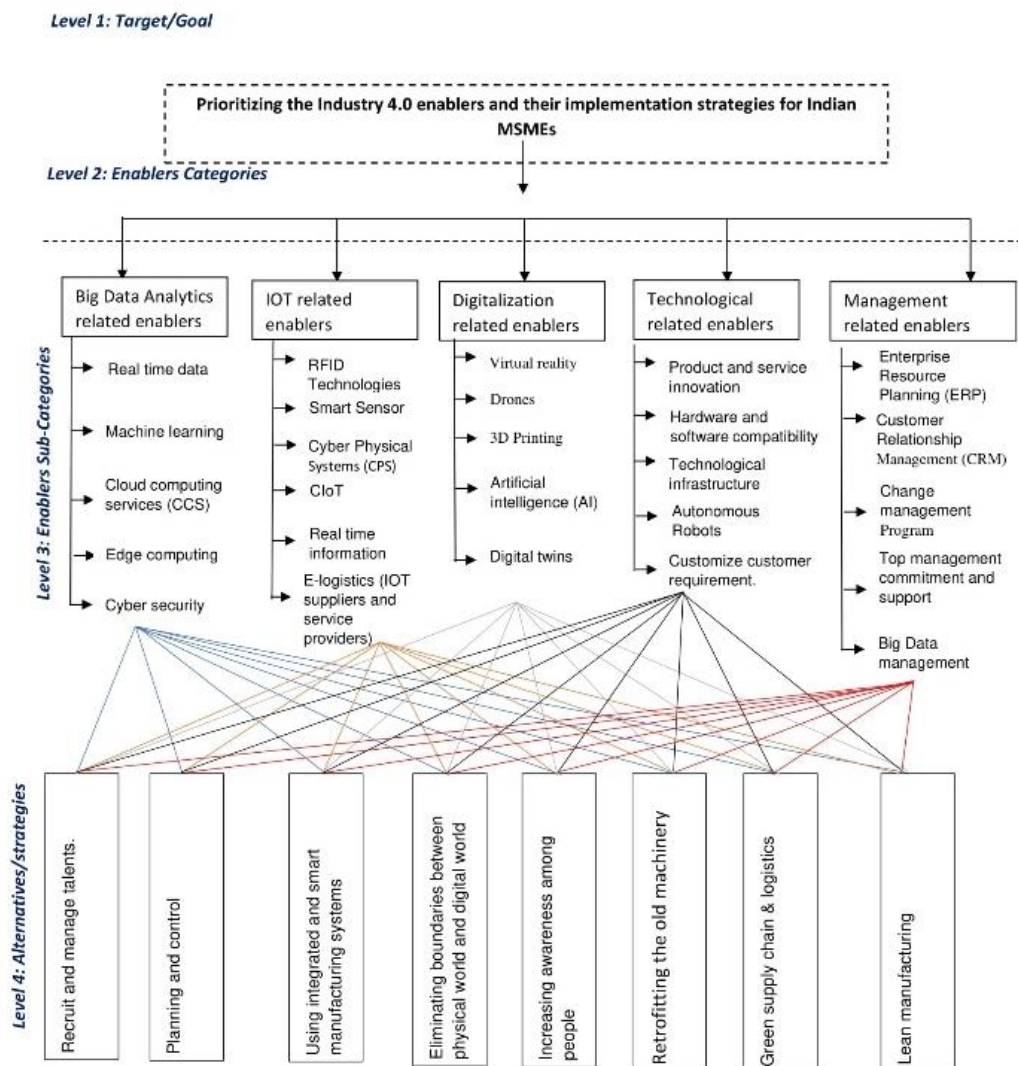 Level 1: Target/Goal
Prioritizing the Industry 4.0 enablers and their implementation strategies for Indian
MSMEs
Level 2: Enablers Categories
Big Data Analytics
related enablers
IOT related
enablers
Digitalization
related enablers
Technological
related enablers
Management
related enablers
Level 3: Enablers Sub-Categories
Real time data
Machine learning
Cloud computing
services (CCS)
Edge computing
Cyber security
RFID
Technologies
Smart Sensor
Cyber Physical
Systems (CPS)
CIoT
Real time
information
E-logistics (IOT
suppliers and
service
providers)
Virtual reality
Drones
3D Printing
Artificial
intelligence (AI)
Digital twins
Product and service
innovation
Hardware and
software compatibility
Technological
infrastructure
Autonomous
Robots
Customize customer
requirement.
Enterprise
Resource
Planning (ERP)
Customer
Relationship
Management (CRM)
Change
management
Program
Top management
commitment and
support
Big Data
management
Level 4: Alternatives/strategies
Recruit and manage talents.
Planning and control
Using integrated and smart
manufacturing systems
Eliminating boundaries between
physical world and digital world
Increasing awareness among
people
Retrofitting the old machinery
Green supply chain & logistics
Lean manufacturing